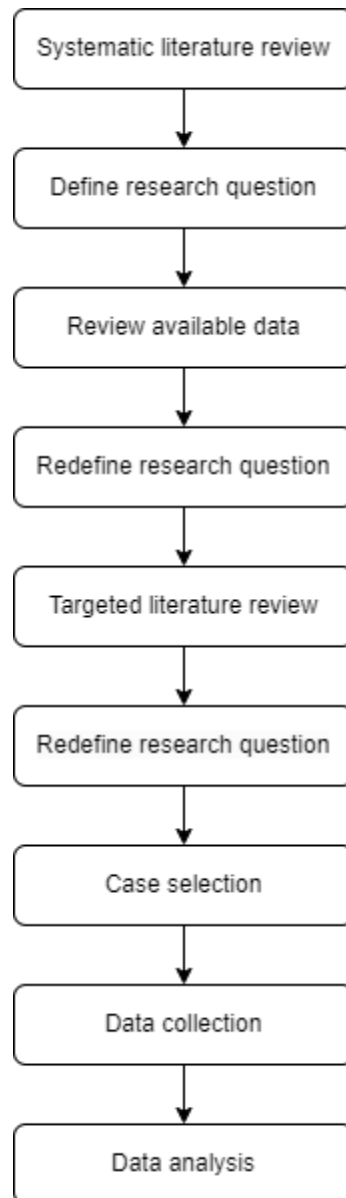 Systematic literature review
Define research question
Review available data
Redefine research question
Targeted literature review
Redefine research question
Case selection
Data collection
Data analysis